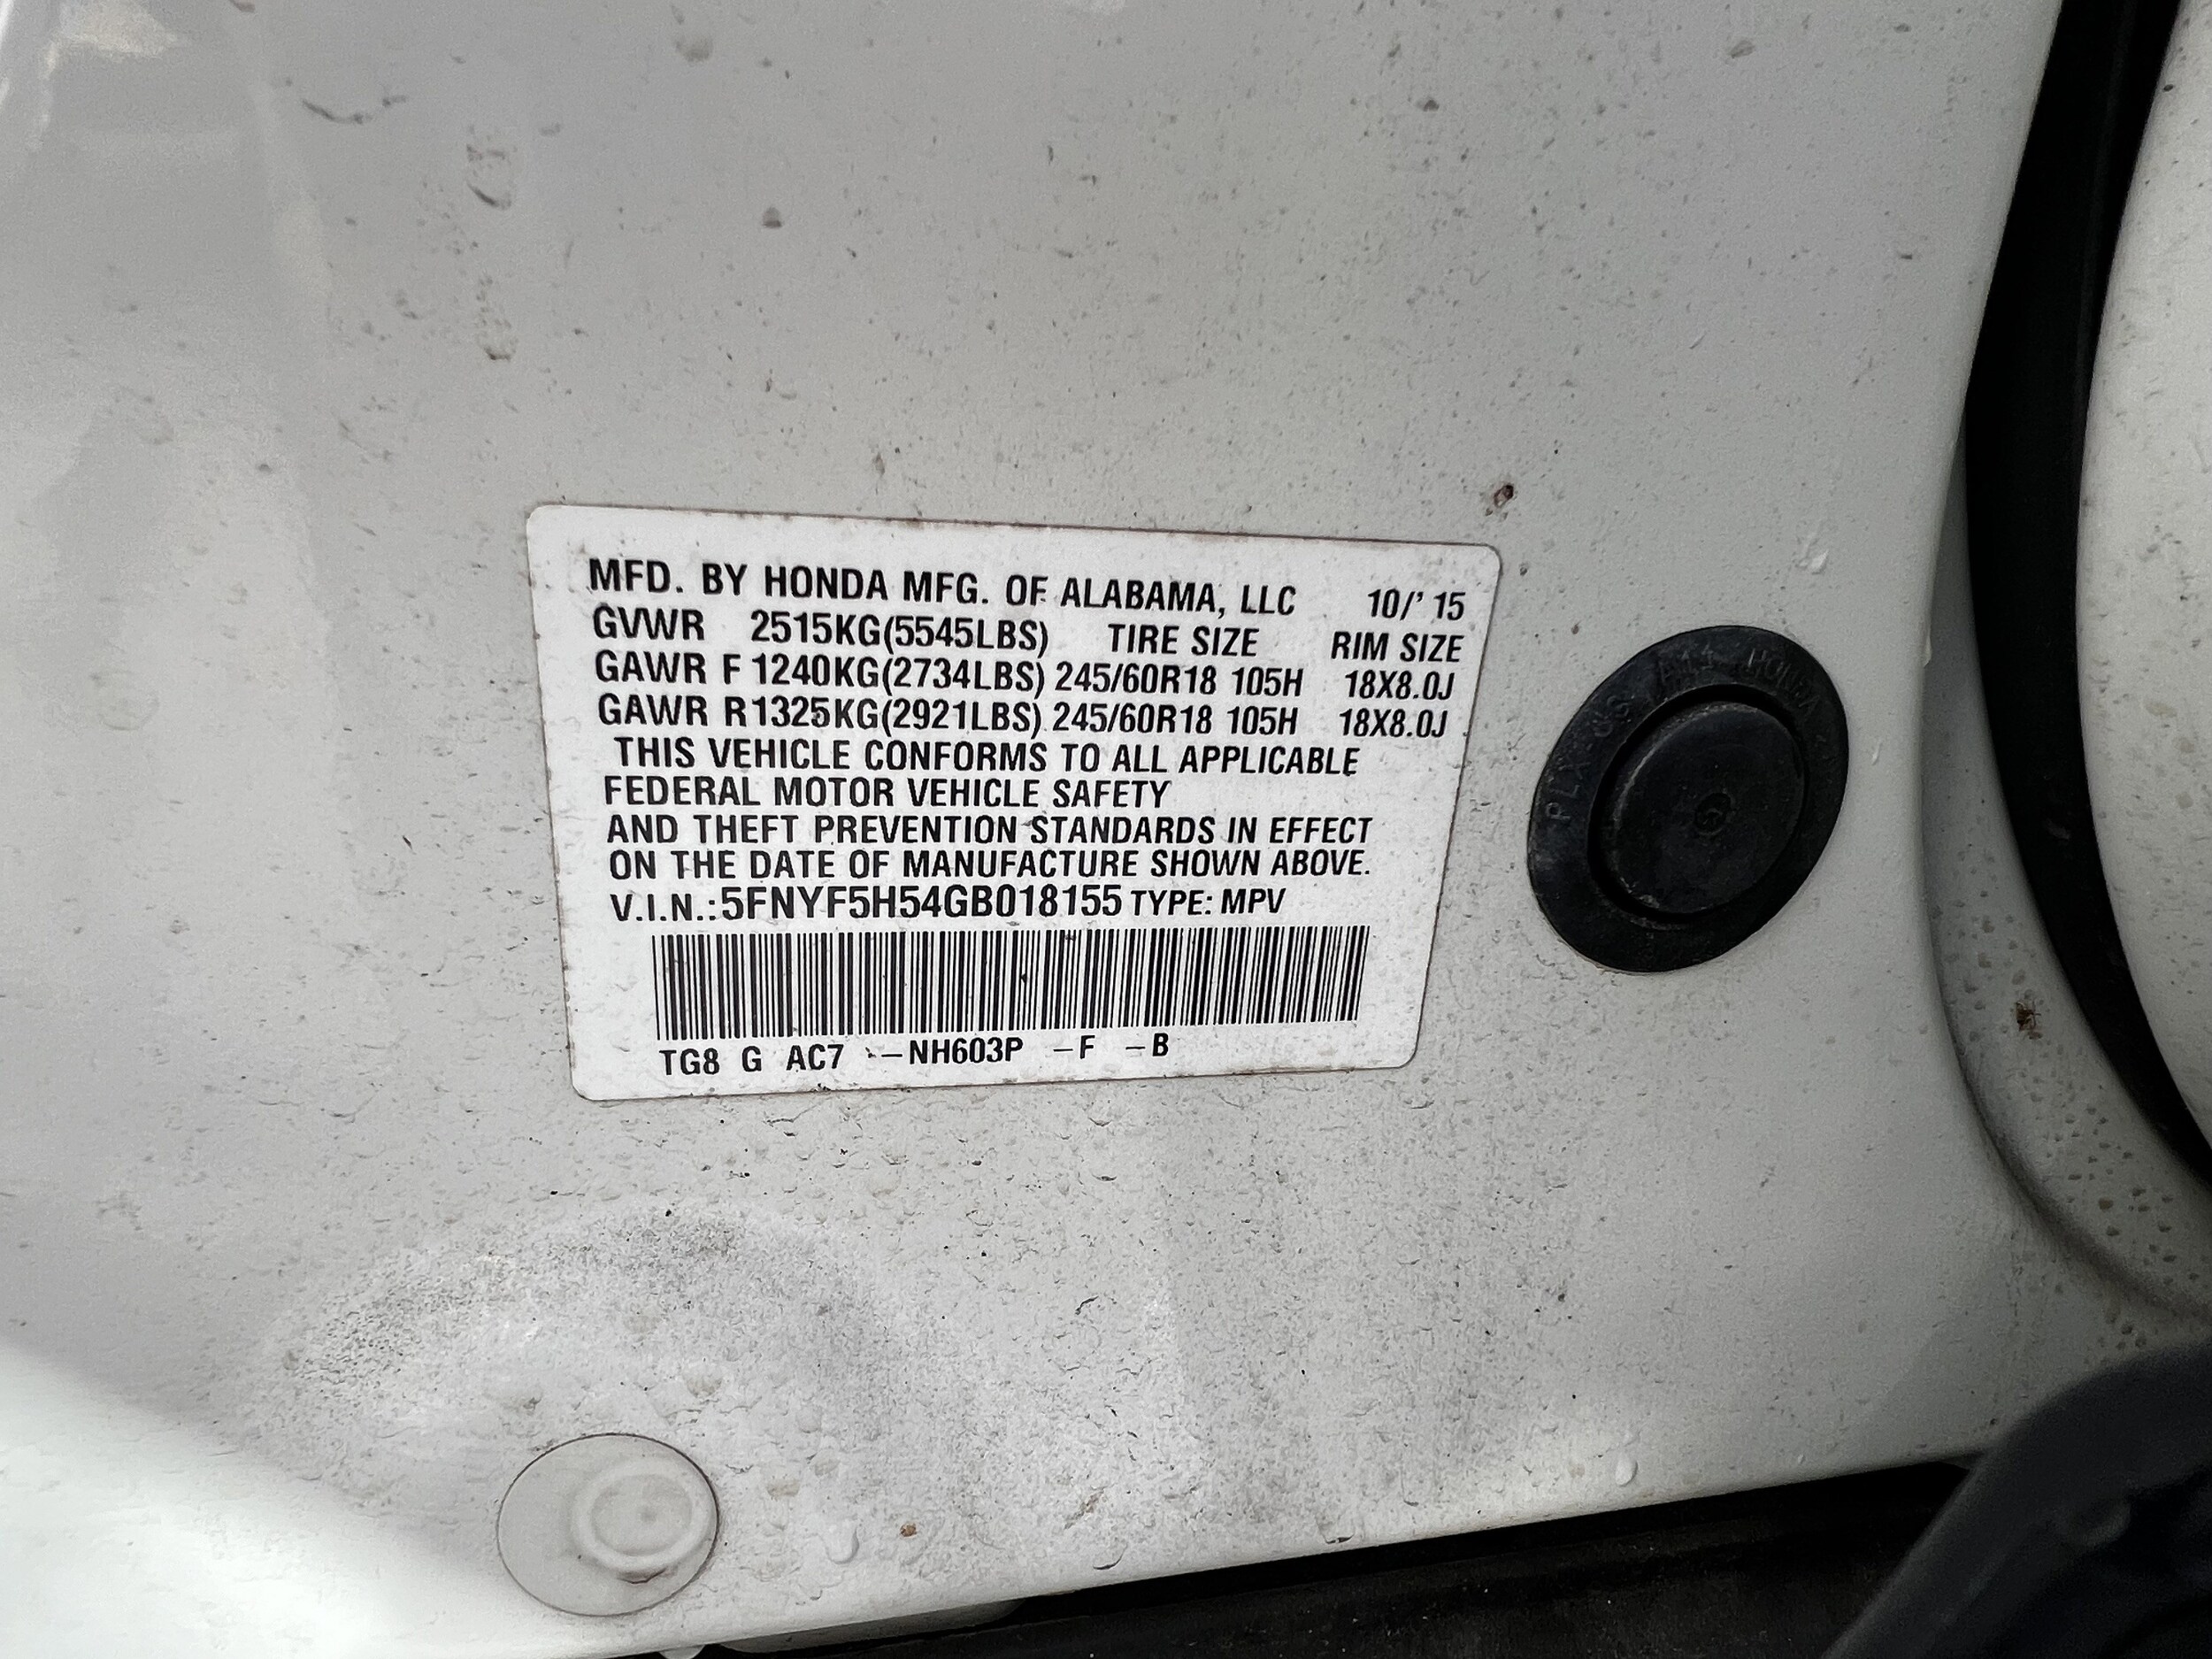 MFD. BY HONDA MFG. OF ALABAMA, LLC 10/' 15
GVWR 2515KG(5545LBS) TIRE SIZE RIM SIZE
GAWR F 1240KG(2734LBS) 245/60R18 105H 18X8.0J
GAWR R1325KG(2921LBS) 245/60R18 105H 18X8.0J
THIS VEHICLE CONFORMS TO ALL APPLICABLE
FEDERAL MOTOR VEHICLE SAFETY
AND THEFT PREVENTION STANDARDS IN EFFECT
ON THE DATE OF MANUFACTURE SHOWN ABOVE.
V.I.N.:5FNYF5H54GB018155 TYPE: MPV
TG8 G AC7 --NH603P -F -B